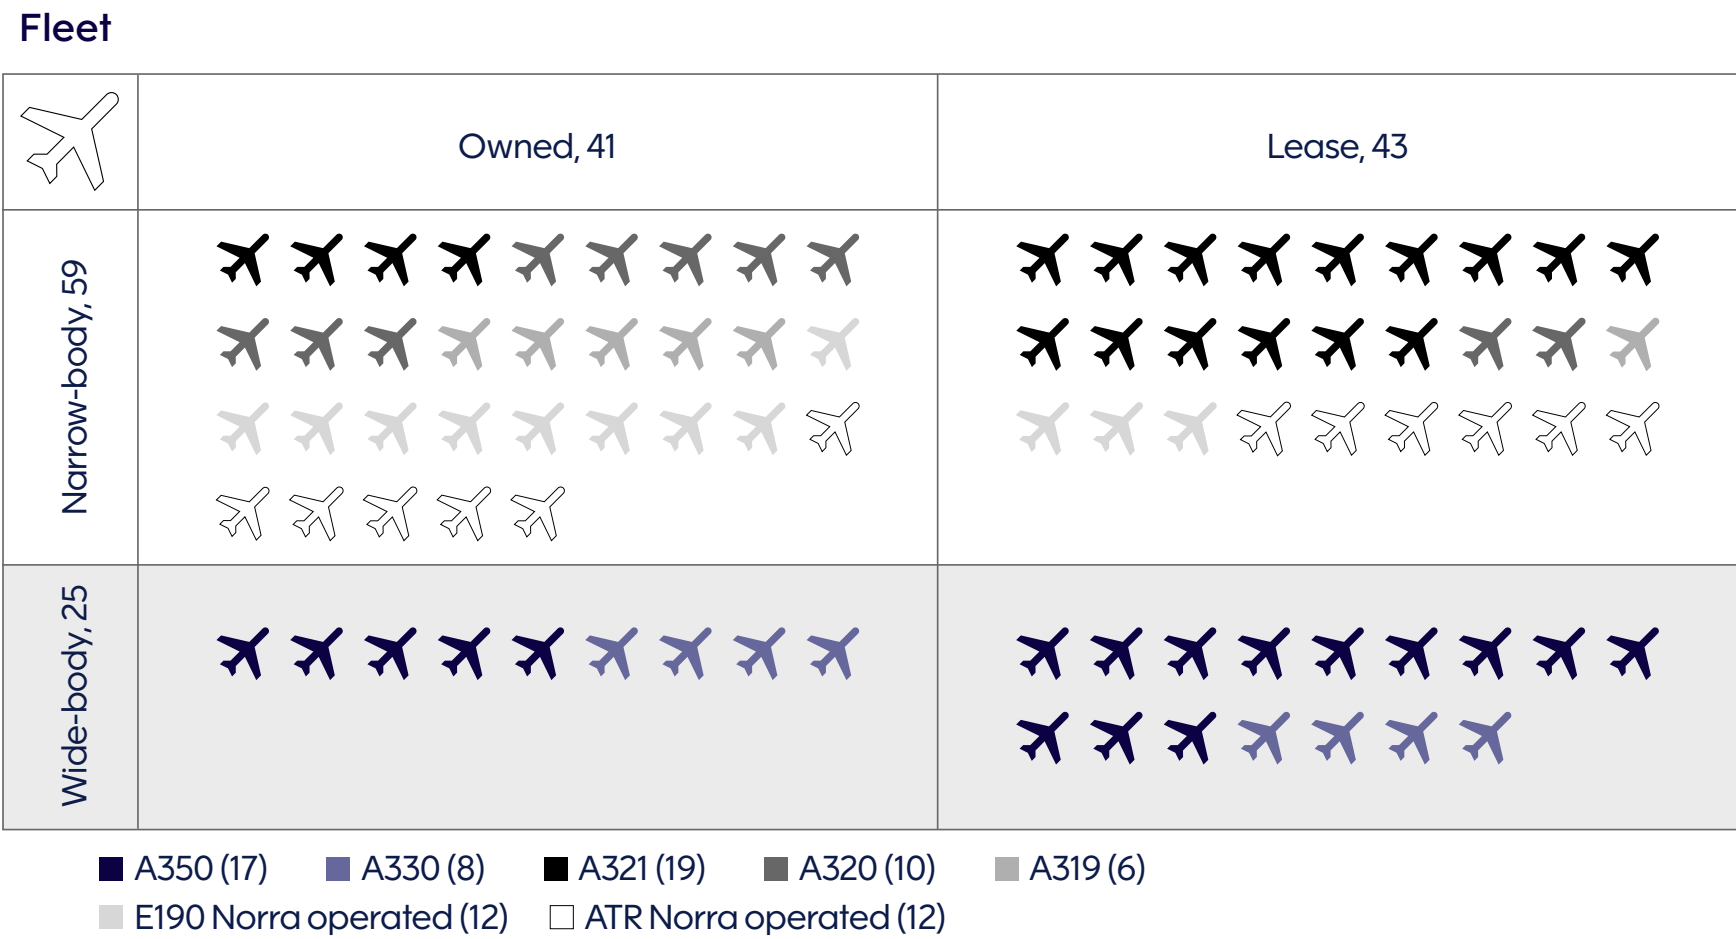 Fleet
Owned, 41
Lease, 43
Narrow-body, 59
Wide-body, 25
A350 (17)
A330 (8)
A321 (19)
A320 (10)
A319 (6)
E190 Norra operated (12)
ATR Norra operated (12)